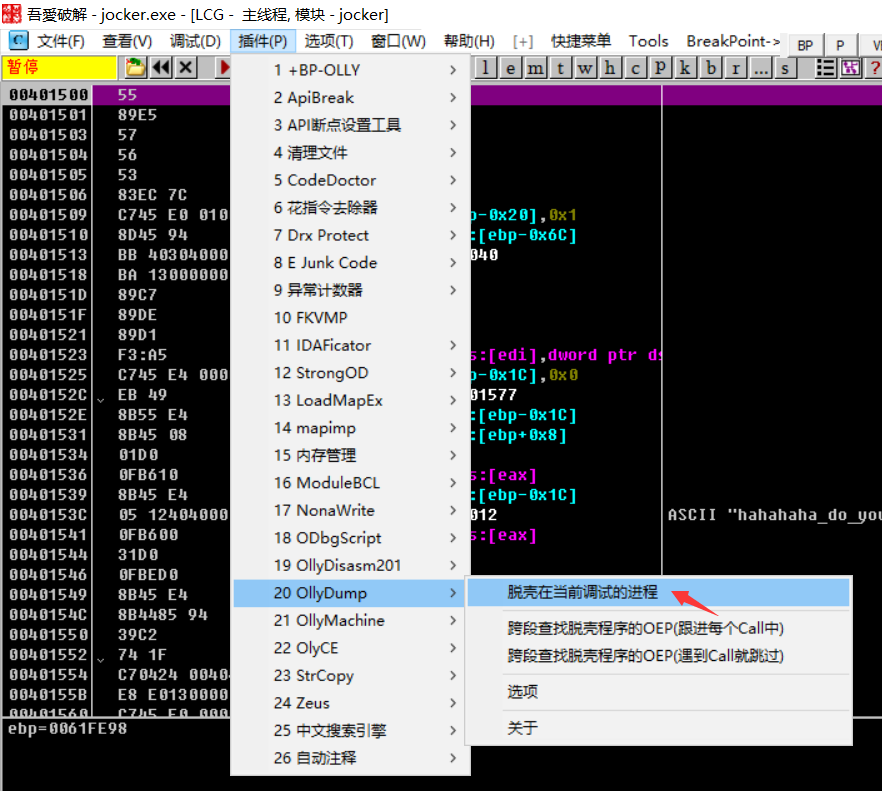 吾愛破解 - jocker.exe - [LCG - 主线程, 模块 - jocker]
文件(F) 查看(V) 调试(D) 插件(P) 选项(T) 窗口(W) 帮助(H) [+] 快捷菜单 Tools BreakPoint-> BP P
暂停 l e m t w h c P k b r ... s ?
00401500 55
00401501 89E5
00401503 57
00401504 56
00401505 53
00401506 83EC 7C
00401509 C745 E0 010
00401510 8D45 94
00401513 BB 40304000
00401518 BA 13000000
0040151D 89C7
0040151F 89DE
00401521 89D1
00401523 F3:A5
00401525 C745 E4 000
0040152C EB 49
0040152E 8B55 E4
00401531 8B45 08
00401534 01D0
00401536 0FB610
00401539 8B45 E4
0040153C 05 12404000
00401541 0FB600
00401544 31D0
00401546 0FBED0
00401549 8B45 E4
0040154C 8B4485 94
00401550 39C2
00401552 74 1F
00401554 C70424 0040
0040155B E8 E0130000
00401560 C745 E0 000
ebp=0061FE98
1 +BP-OLLY
2 ApiBreak
3 API断点设置工具
4 清理文件
5 CodeDoctor
6 花指令去除器
7 Drx Protect
8 E Junk Code
9 异常计数器
10 FKVMP
11 IDAFicator
12 StrongOD
13 LoadMapEx
14 mapimp
15 内存管理
16 ModuleBCL
17 NonaWrite
18 ODbgScript
19 OllyDisasm201
20 OllyDump
21 OllyMachine
22 OlyCE
23 StrCopy
24 Zeus
25 中文搜索引擎
26 自动注释
-0x20],0x1
:[ebp-0x6C]
040
s:[edi],dword ptr ds
-0x1C],0x0
01577
:[ebp-0x1C]
:[ebp+0x8]
s:[eax]
:[ebp-0x1C]
012
s:[eax]
ASCII "hahahaha_do_you
脱壳在当前调试的进程
跨段查找脱壳程序的OEP(跟进每个Call中)
跨段查找脱壳程序的OEP(遇到Call就跳过)
选项
关于